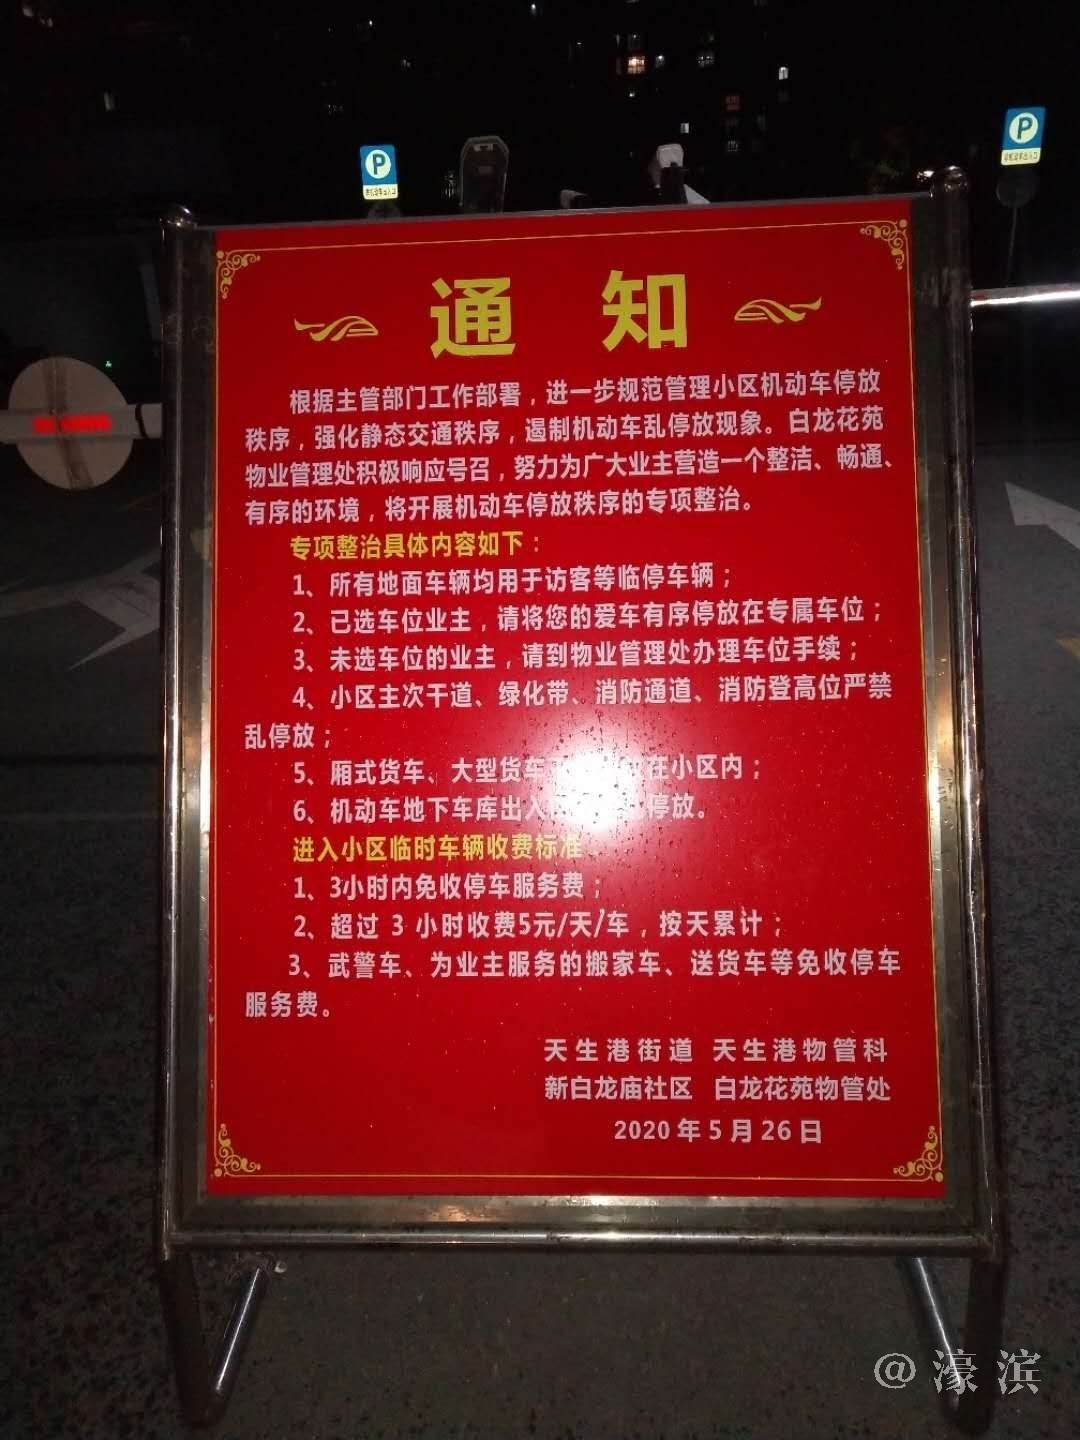 通 知
根据主管部门工作部署，进一步规范管理小区机动车停放
秩序，强化静态交通秩序，遏制机动车乱停放现象。白龙花苑
物业管理处积极响应号召，努力为广大业主营造一个整洁、畅通、
有序的环境，将开展机动车停放秩序的专项整治。
专项整治具体内容如下：
1、所有地面车辆均用于访客等临停车辆；
2、已选车位业主，请将您的爱车有序停放在专属车位；
3、未选车位的业主，请到物业管理处办理车位手续；
4、小区主次干道、绿化带、消防通道、消防登高位严禁
乱停放；
5、厢式货车、大型货车 在小区内；
6、机动车地下车库出入 停放。
进入小区临时车辆收费标准
1、3小时内免收停车服务费；
2、超过 3 小时收费5元/天/车，按天累计；
3、武警车、为业主服务的搬家车、送货车等免收停车
服务费。
天生港街道 天生港物管科
新白龙庙社区 白龙花苑物管处
2020年5月26日
P
P
@濠滨